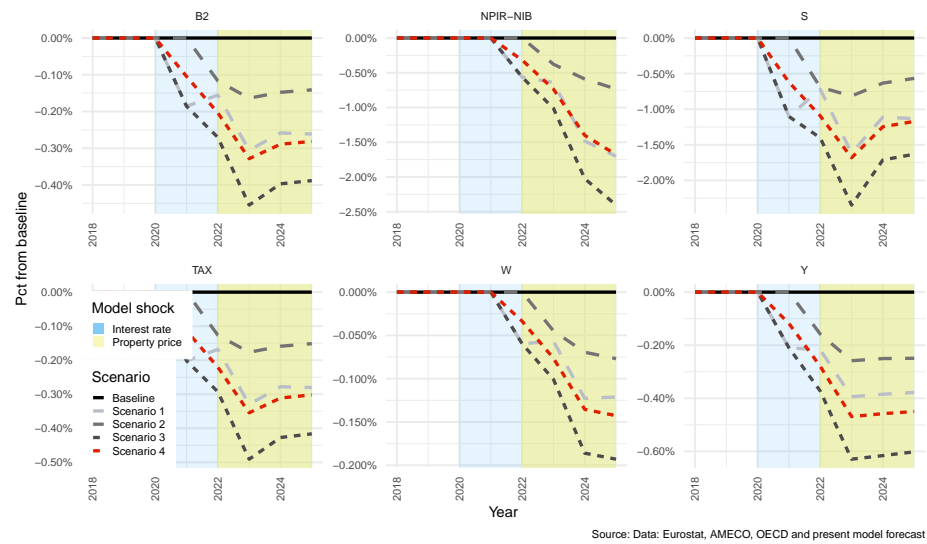 B2
NPIR−NIB
S
0.00%
−0.10%
−0.20%
−0.30%
−0.40%
0.00%
−0.50%
−1.00%
−1.50%
−2.00%
−2.50%
0.00%
−0.50%
−1.00%
−1.50%
−2.00%
2018 2020 2022 2024
2018 2020 2022 2024
2018 2020 2022 2024
Pct from baseline
TAX
W
Y
0.00%
−0.10%
−0.20%
−0.30%
−0.40%
−0.50%
Model shock
Interest rate
Property price
Scenario
Baseline
Scenario 1
Scenario 2
Scenario 3
Scenario 4
0.000%
−0.050%
−0.100%
−0.150%
−0.200%
0.00%
−0.20%
−0.40%
−0.60%
2018 2020 2022 2024
2018 2020 2022 2024
2018 2020 2022 2024
Year
Source: Data: Eurostat, AMECO, OECD and present model forecast